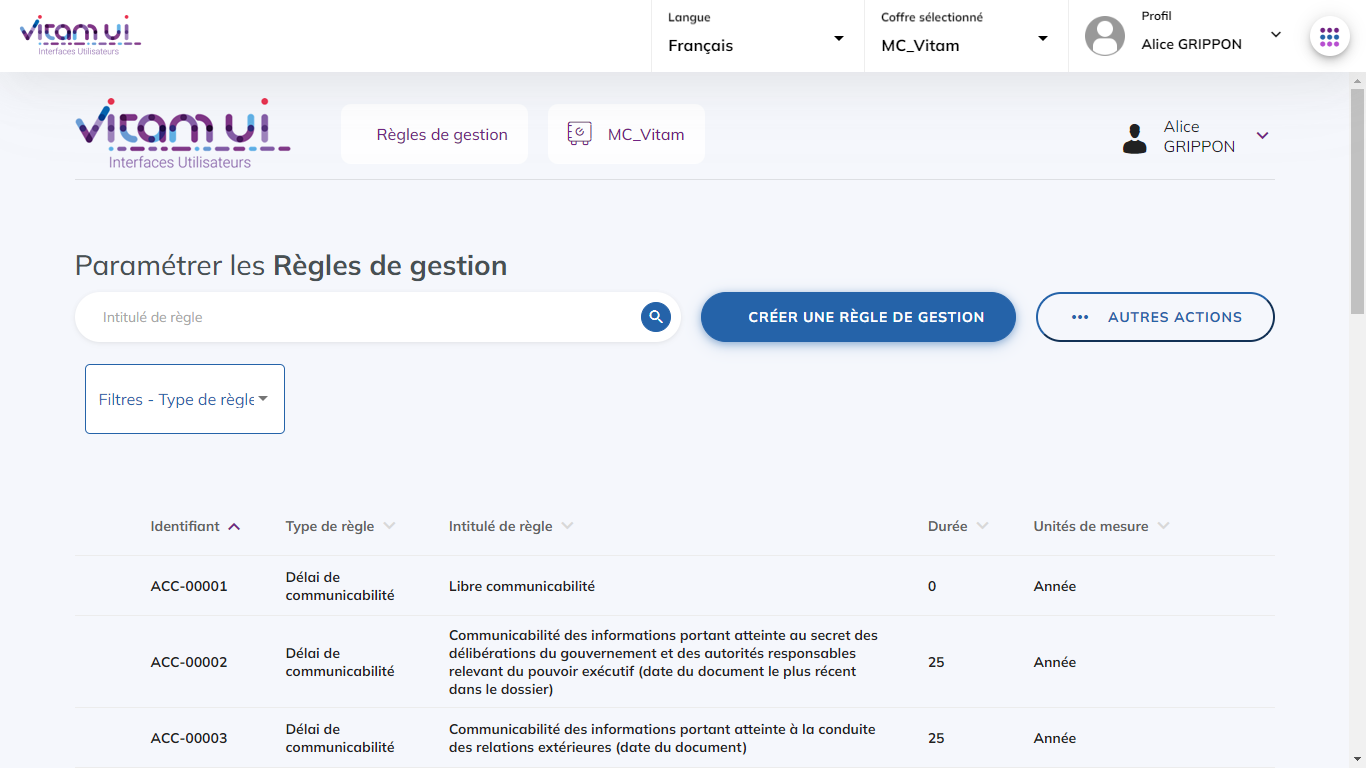 vitam ui
Interfaces Utilisateurs
Langue
Français
Coffre sélectionné
MC_Vitam
Profil
Alice GRIPPON
vitam ui
Interfaces Utilisateurs
Règles de gestion
MC_Vitam
Alice
GRIPPON
Paramétrer les Règles de gestion
Intitulé de règle
CRÉER UNE RÈGLE DE GESTION
••• AUTRES ACTIONS
Filtres - Type de règle
Identifiant
Type de règle
Intitulé de règle
Durée
Unités de mesure
ACC-00001
Délai de
communicabilité
Libre communicabilité
0
Année
ACC-00002
Délai de
communicabilité
Communicabilité des informations portant atteinte au secret des
délibérations du gouvernement et des autorités responsables
relevant du pouvoir exécutif (date du document le plus récent
dans le dossier)
25
Année
ACC-00003
Délai de
communicabilité
Communicabilité des informations portant atteinte à la conduite
des relations extérieures (date du document)
25
Année